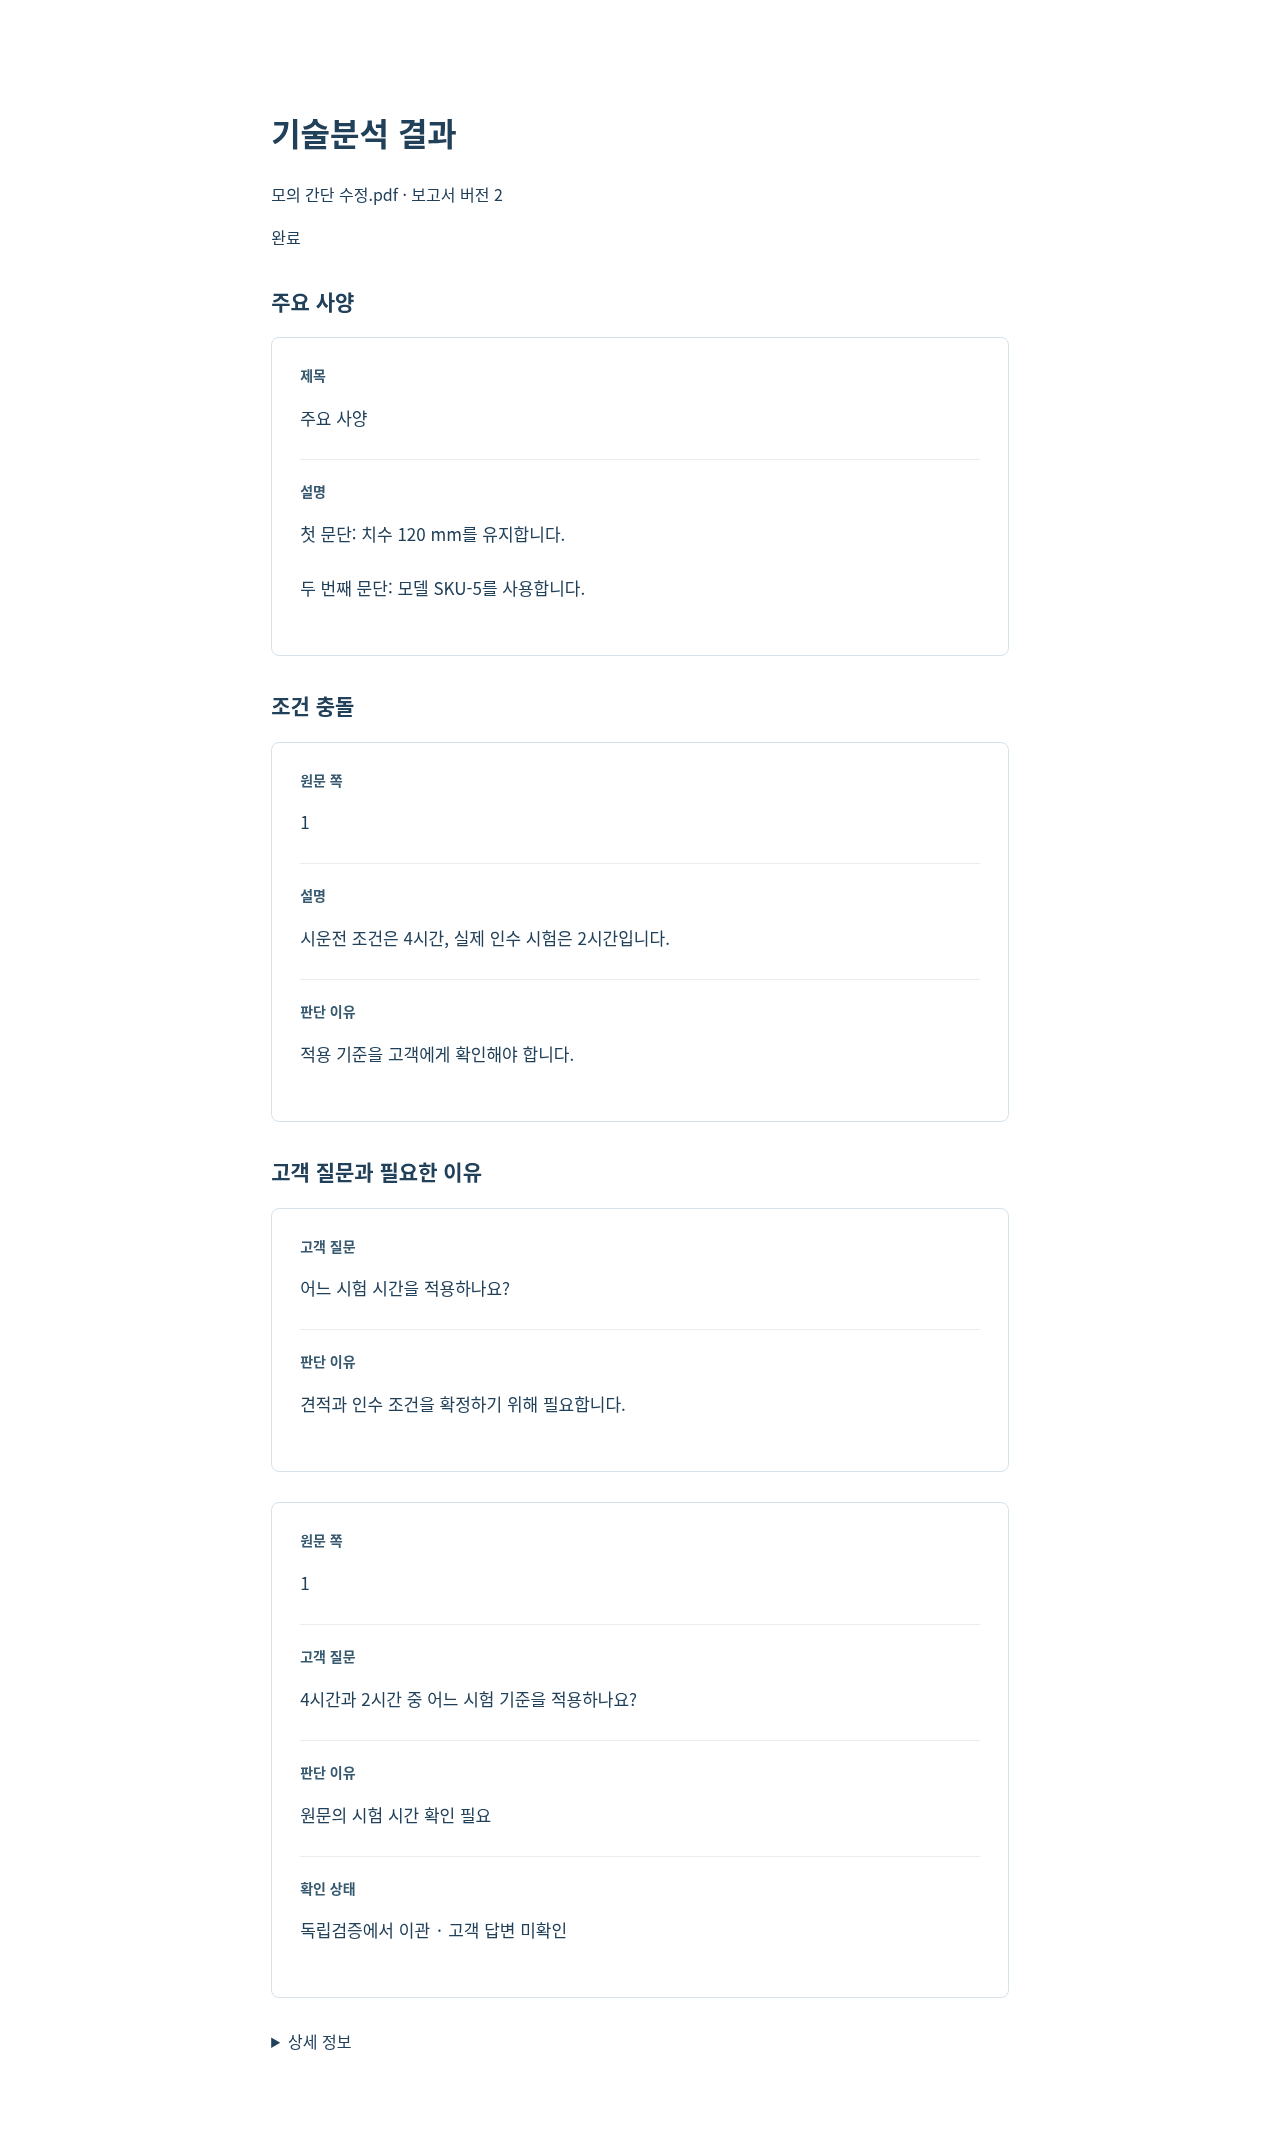 기술분석 결과
모의 간단 수정.pdf · 보고서 버전 2
완료
주요 사양
제목
주요 사양
설명
첫 문단: 치수 120 mm를 유지합니다.
두 번째 문단: 모델 SKU-5를 사용합니다.
조건 충돌
원문 쪽
1
설명
시운전 조건은 4시간, 실제 인수 시험은 2시간입니다.
판단 이유
적용 기준을 고객에게 확인해야 합니다.
고객 질문과 필요한 이유
고객 질문
어느 시험 시간을 적용하나요?
판단 이유
견적과 인수 조건을 확정하기 위해 필요합니다.
원문 쪽
1
고객 질문
4시간과 2시간 중 어느 시험 기준을 적용하나요?
판단 이유
원문의 시험 시간 확인 필요
확인 상태
독립검증에서 이관 · 고객 답변 미확인
▶ 상세 정보